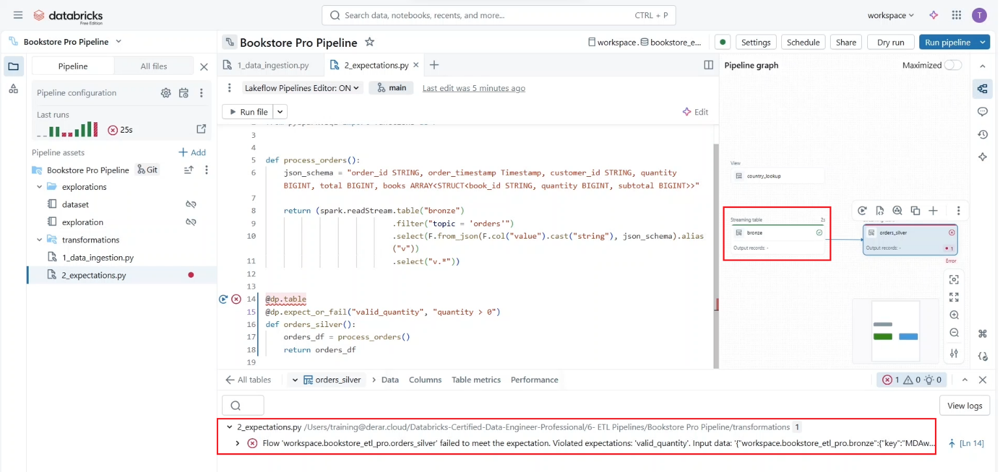 databricks
Free Edition
Search data, notebooks, recents, and more...
CTRL + P
workspace
T
Bookstore Pro Pipeline
Bookstore Pro Pipeline
workspace.
bookstore_e...
Settings
Schedule
Share
Dry run
Run pipeline
Pipeline
All files
1_data_ingestion.py
2_expectations.py
Pipeline graph
Maximized
Pipeline configuration
Lakeflow Pipelines Editor: ON
main
Last edit was 5 minutes ago
Last runs
25s
Run file
Edit
Pipeline assets
Add
Bookstore Pro Pipeline
Git
explorations
dataset
exploration
transformations
1_data_ingestion.py
2_expectations.py
3
4
5 def process_orders():
6 json_schema = "order_id STRING, order_timestamp Timestamp, customer_id STRING, quantity
BIGINT, total BIGINT, books ARRAY<STRUCT<book_id STRING, quantity BIGINT, subtotal BIGINT>>"
7
8 return (spark.readStream.table("bronze")
9 .filter("topic = 'orders'")
10 .select(F.from_json(F.col("value").cast("string"), json_schema).alias
("v"))
11 .select("v.*"))
12
13
14 @dp.table
15 @dp.expect_or_fail("valid_quantity", "quantity > 0")
16 def orders_silver():
17 orders_df = process_orders()
18 return orders_df
19
View
country_lookup
Streaming table
2s
bronze
Output records: -
orders_silver
Output records: -
1
Error
All tables
orders_silver
Data
Columns
Table metrics
Performance
1
0
0
View logs
2_expectations.py /Users/training@derar.cloud/Databricks-Certified-Data-Engineer-Professional/6- ETL Pipelines/Bookstore Pro Pipeline/transformations 1
Flow 'workspace.bookstore_etl_pro.orders_silver' failed to meet the expectation. Violated expectations: 'valid_quantity'. Input data: '{"workspace.bookstore_etl_pro.bronze":{"key":"MDAw...
[Ln 14]